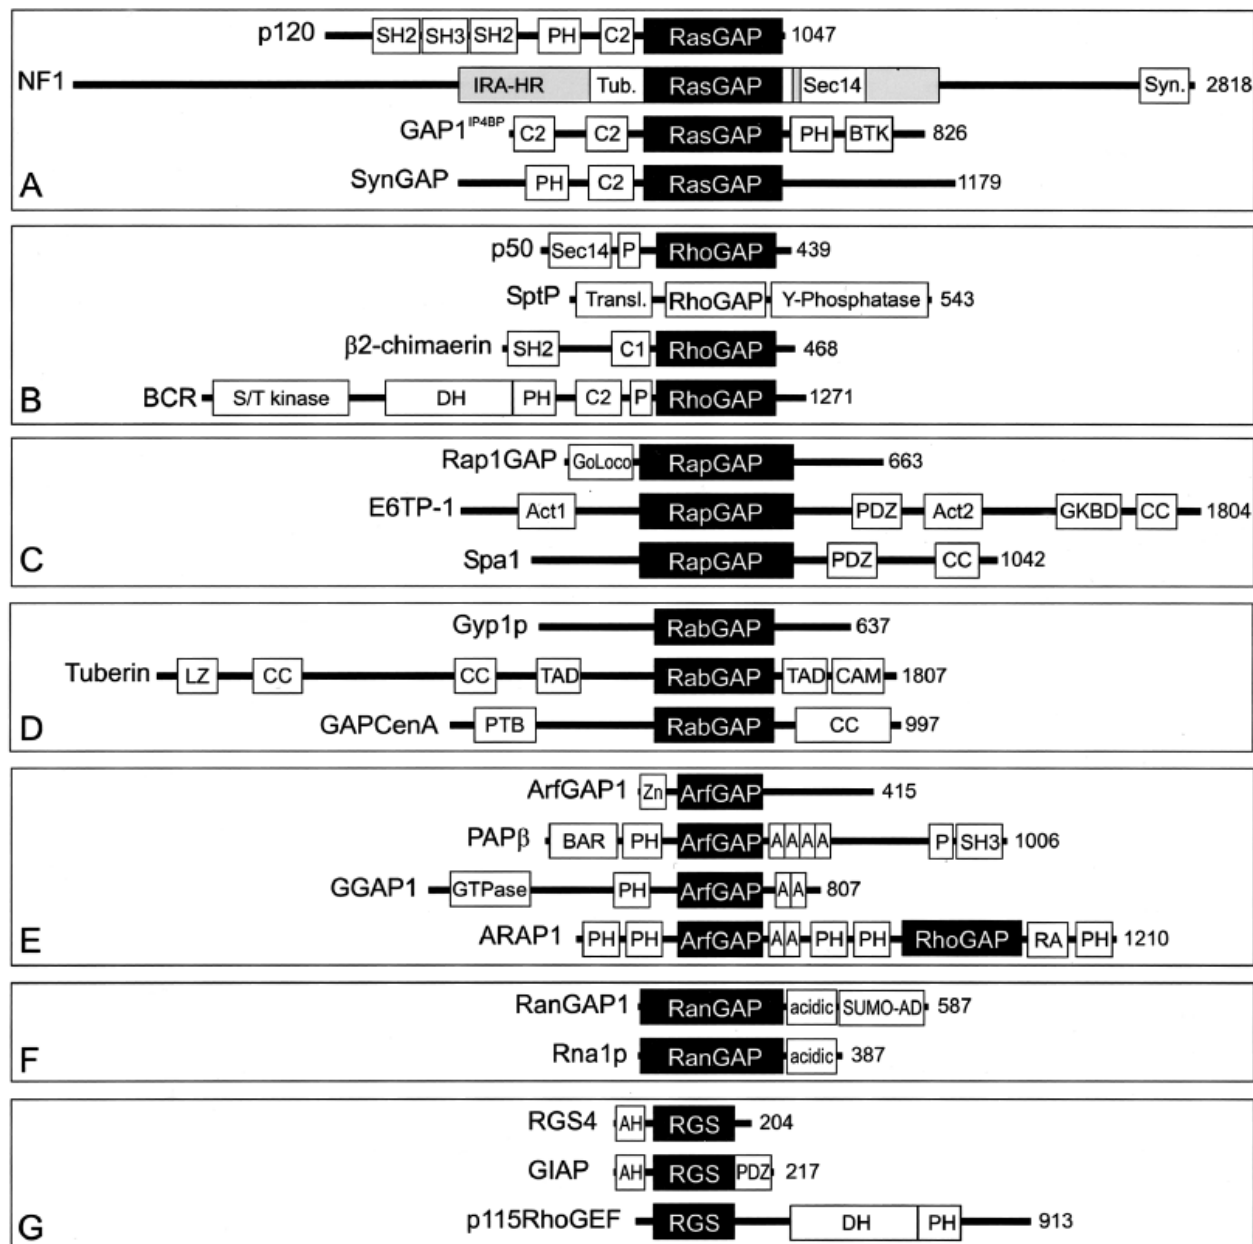 p120 SH2 SH3 SH2 PH C2 RasGAP 1047
NF1 IRA-HR Tub. RasGAP Sec14 Syn. 2818
GAP1IP4BP C2 C2 RasGAP PH BTK 826
SynGAP PH C2 RasGAP 1179
A
p50 Sec14 P RhoGAP 439
SptP Transl. RhoGAP Y-Phosphatase 543
β2-chimaerin SH2 C1 RhoGAP 468
BCR S/T kinase DH PH C2 P RhoGAP 1271
B
Rap1GAP GoLoco RapGAP 663
E6TP-1 Act1 RapGAP PDZ Act2 GKBD CC 1804
Spa1 RapGAP PDZ CC 1042
C
Gyp1p RabGAP 637
Tuberin LZ CC CC TAD RabGAP TAD CAM 1807
GAPCenA PTB RabGAP CC 997
D
ArfGAP1 Zn ArfGAP 415
PAPβ BAR PH ArfGAP A A A A P SH3 1006
GGAP1 GTPase PH ArfGAP A A 807
ARAP1 PH PH ArfGAP A A PH PH RhoGAP RA PH 1210
E
RanGAP1 RanGAP acidic SUMO-AD 587
Rna1p RanGAP acidic 387
F
RGS4 AH RGS 204
GIAP AH RGS PDZ 217
p115RhoGEF RGS DH PH 913
G